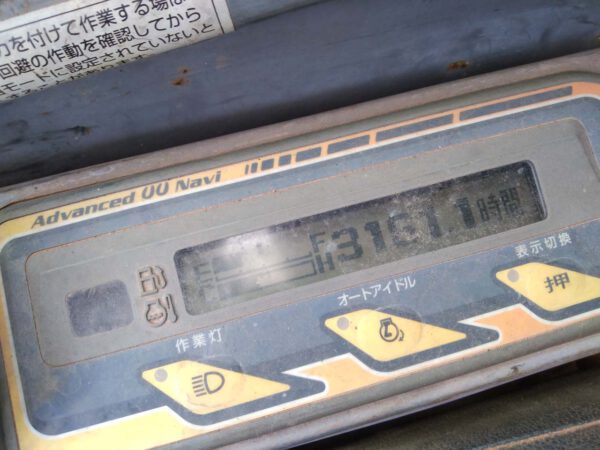 力を付けて作業する場
回避の作動を確認してから
モードに設定されていないと
Advanced OO Navi
3161.1時間
表示切換
押
オートアイドル
作業灯